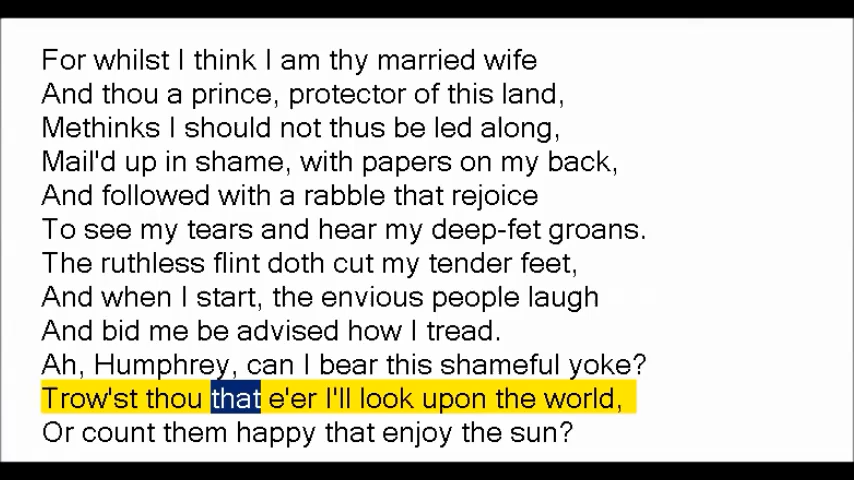 For whilst I think I am thy married wife
And thou a prince, protector of this land,
Methinks I should not thus be led along,
Mail'd up in shame, with papers on my back,
And followed with a rabble that rejoice
To see my tears and hear my deep-fet groans.
The ruthless flint doth cut my tender feet,
And when I start, the envious people laugh
And bid me be advised how I tread.
Ah, Humphrey, can I bear this shameful yoke?
Trow'st thou that e'er I'll look upon the world,
Or count them happy that enjoy the sun?